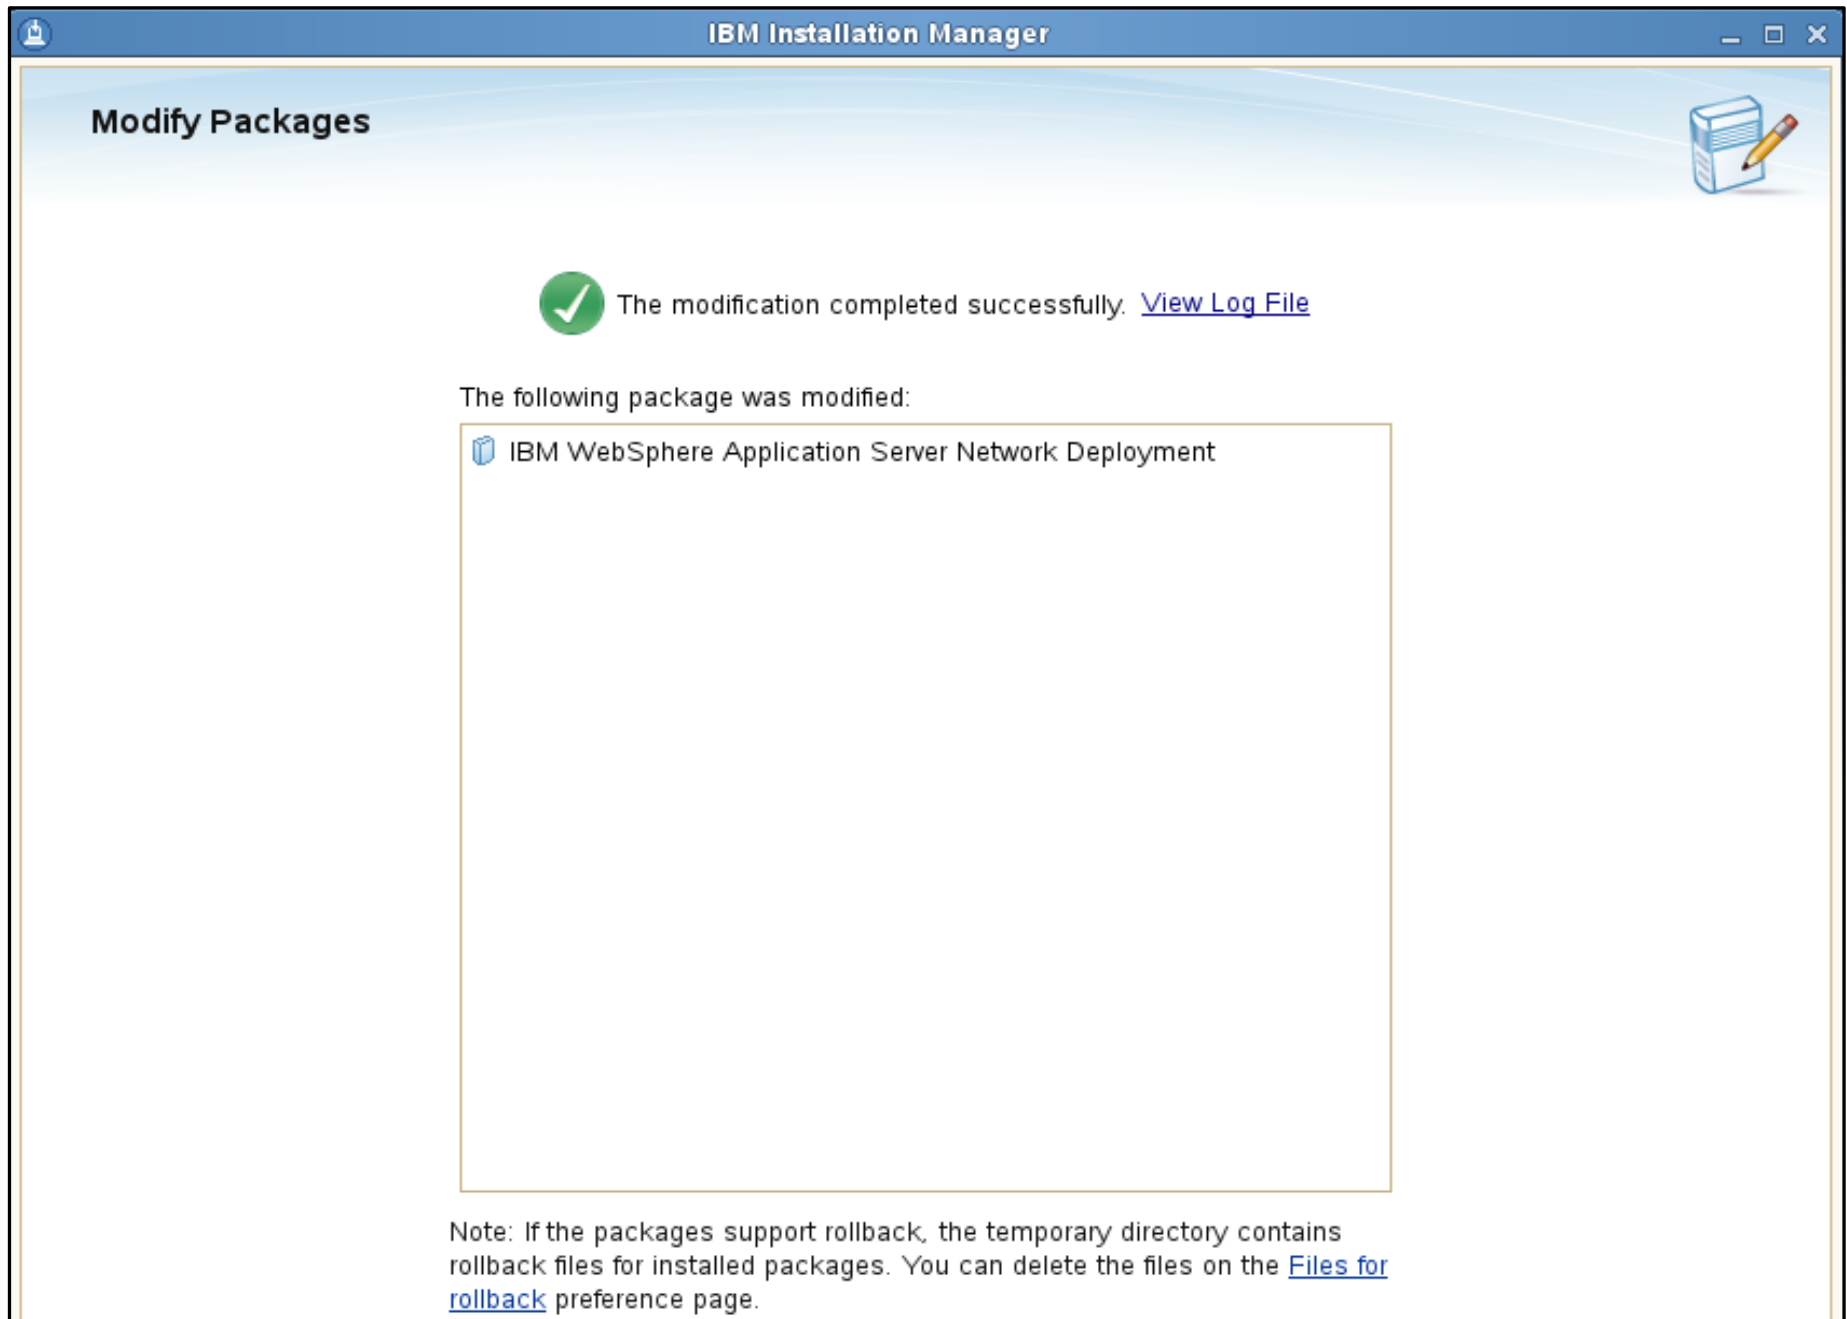 IBM Installation Manager
Modify Packages
The modification completed successfully. View Log File
The following package was modified:
IBM WebSphere Application Server Network Deployment
Note: If the packages support rollback, the temporary directory contains
rollback files for installed packages. You can delete the files on the Files for
rollback preference page.